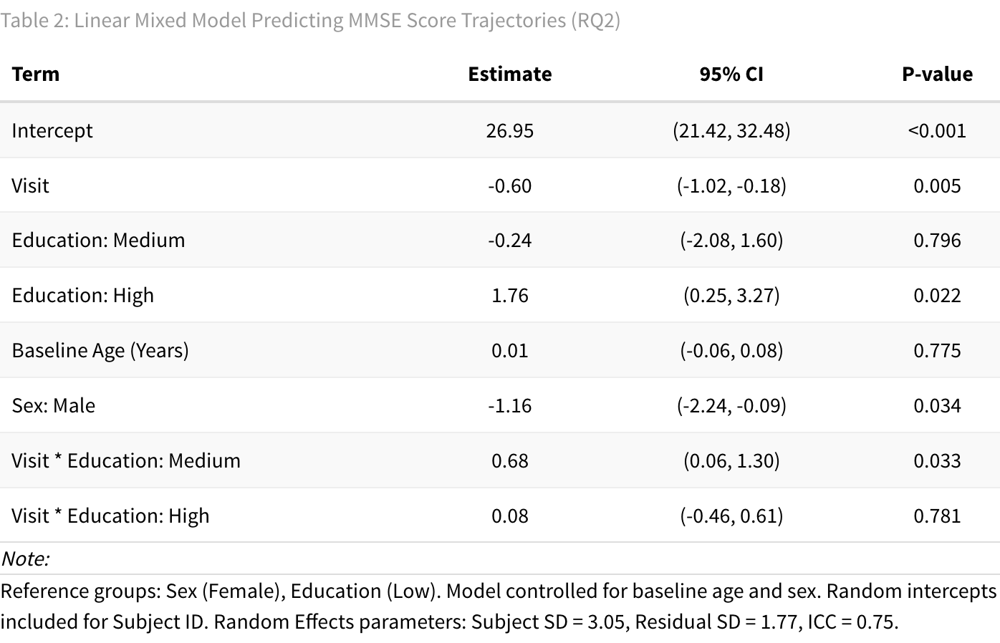 Table 2: Linear Mixed Model Predicting MMSE Score Trajectories (RQ2)
Term Estimate 95% CI P-value
Intercept 26.95 (21.42, 32.48) <0.001
Visit -0.60 (-1.02, -0.18) 0.005
Education: Medium -0.24 (-2.08, 1.60) 0.796
Education: High 1.76 (0.25, 3.27) 0.022
Baseline Age (Years) 0.01 (-0.06, 0.08) 0.775
Sex: Male -1.16 (-2.24, -0.09) 0.034
Visit * Education: Medium 0.68 (0.06, 1.30) 0.033
Visit * Education: High 0.08 (-0.46, 0.61) 0.781
Note:
Reference groups: Sex (Female), Education (Low). Model controlled for baseline age and sex. Random intercepts
included for Subject ID. Random Effects parameters: Subject SD = 3.05, Residual SD = 1.77, ICC = 0.75.